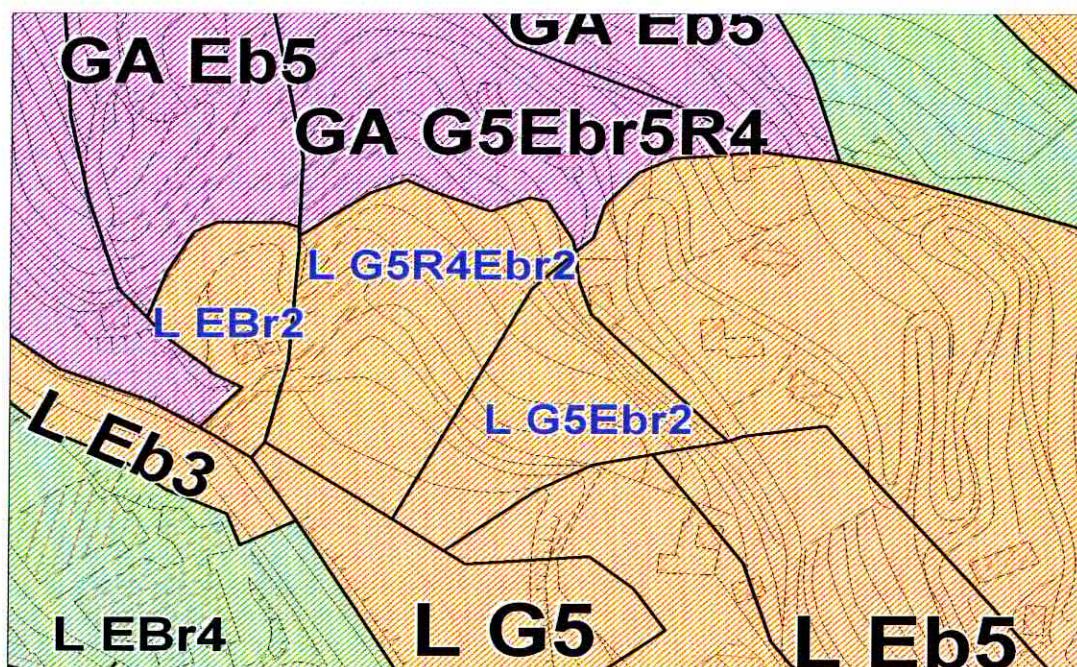 GA Eb5
GA Eb5
GA G5Ebr5R4
L G5R4Ebr2
L EBr2
L G5Ebr2
L Eb3
L EBr4
L G5
L Eb5